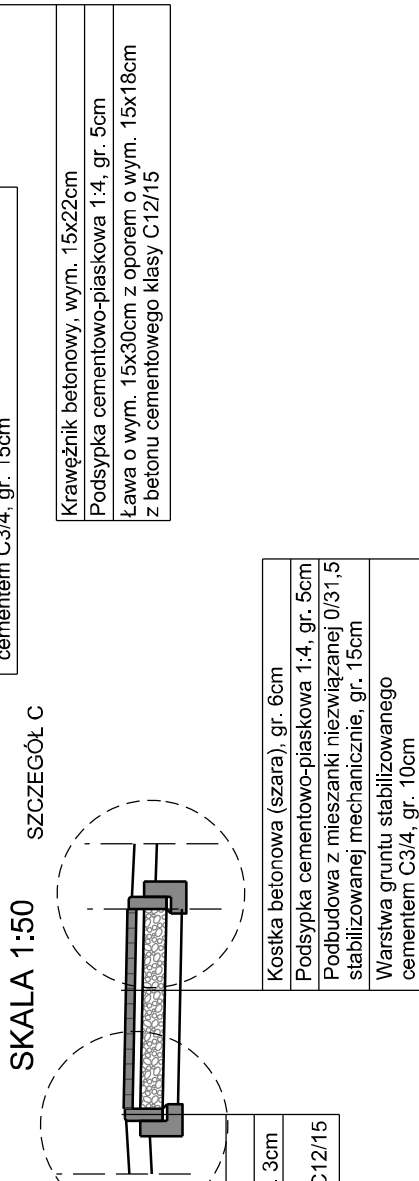 cementem C3/4, gr. 15cm
Krawężnik betonowy, wym. 15x22cm
Podsypka cementowo-piaskowa 1:4, gr. 5cm
Ława o wym. 15x30cm z oporem o wym. 15x18cm
z betonu cementowego klasy C12/15
SKALA 1:50
SZCZEGÓŁ C
Kostka betonowa (szara), gr. 6cm
Podsypka cementowo-piaskowa 1:4, gr. 5cm
Podbudowa z mieszanki niezwiązanej 0/31,5
stabilizowanej mechanicznie, gr. 15cm
Warstwa gruntu stabilizowanego
cementem C3/4, gr. 10cm
3cm
C12/15